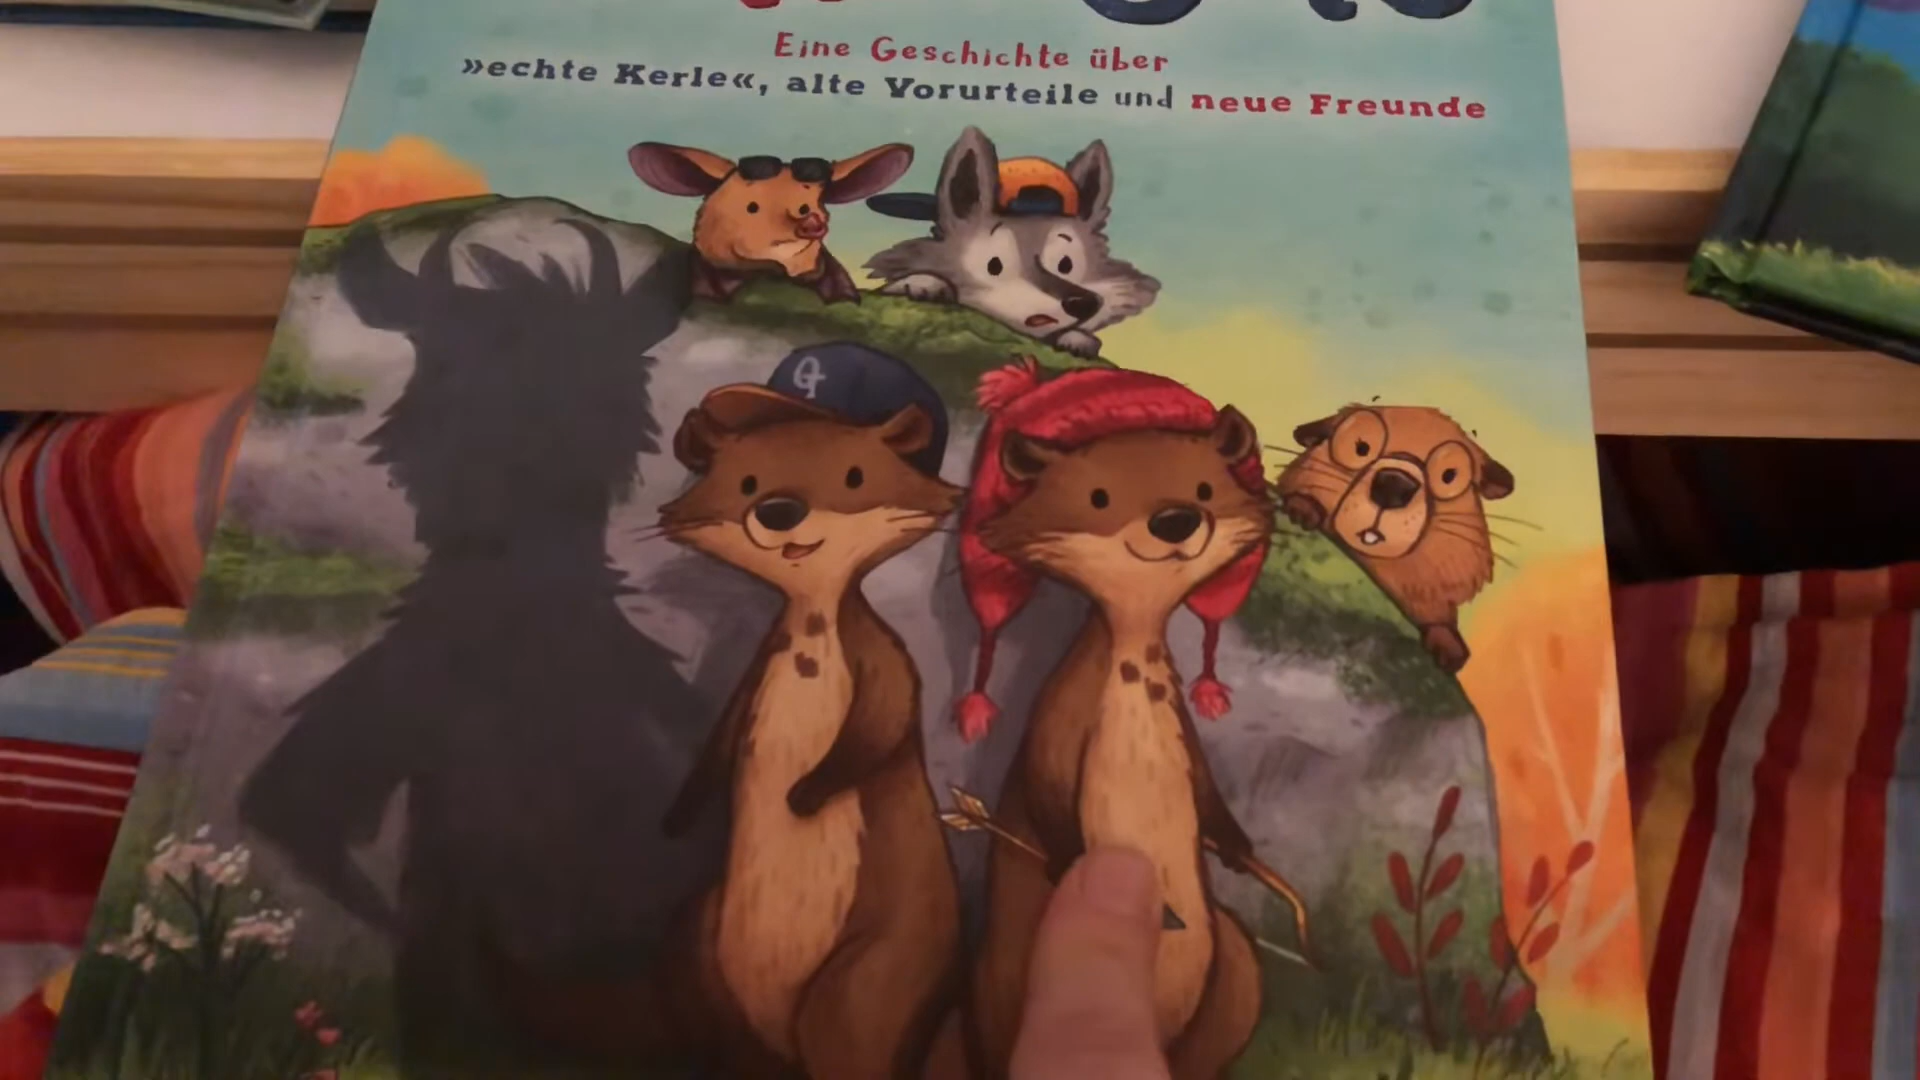 Eine Geschichte über
»echte Kerle«, alte Vorurteile und neue Freunde